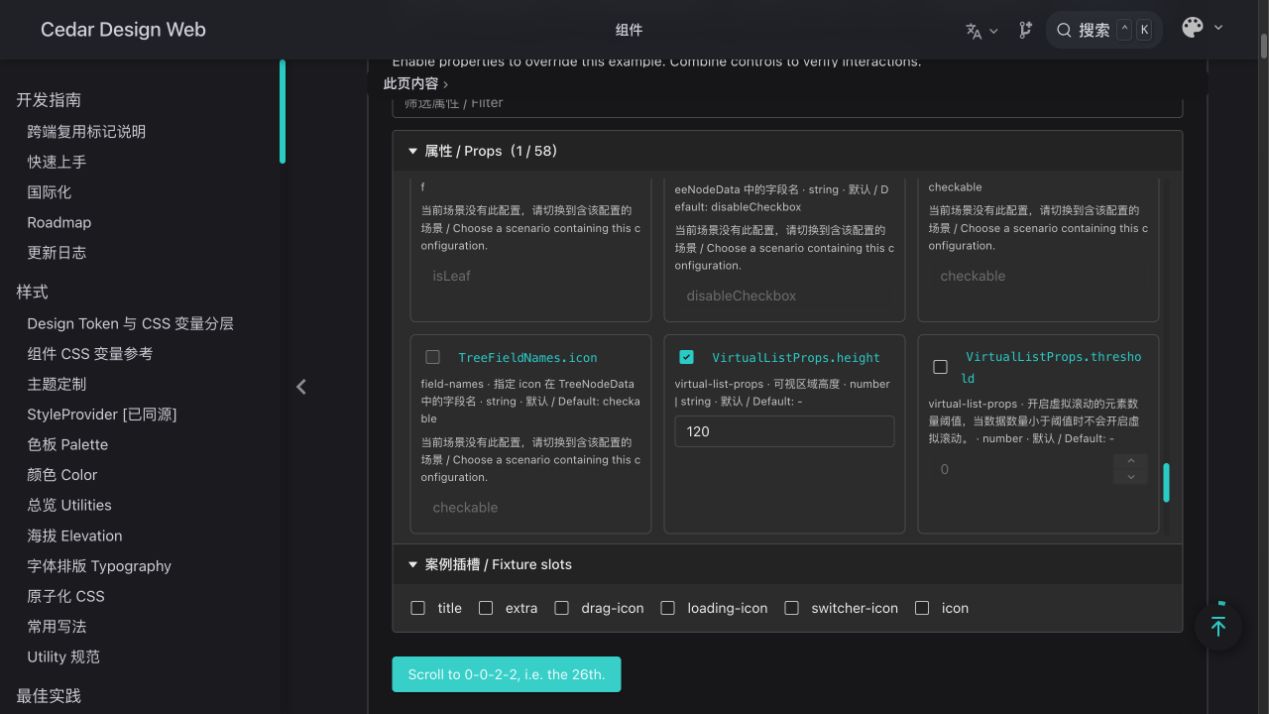 Cedar Design Web
组件
搜索
^
K
开发指南
跨端复用标记说明
快速上手
国际化
Roadmap
更新日志
样式
Design Token 与 CSS 变量分层
组件 CSS 变量参考
主题定制
StyleProvider [已同源]
色板 Palette
颜色 Color
总览 Utilities
海拔 Elevation
字体排版 Typography
原子化 CSS
常用写法
Utility 规范
最佳实践
Enable properties to override this example. Combine controls to verify interactions.
此页内容 ›
筛选属性 / Filter
属性 / Props（1 / 58）
f
当前场景没有此配置，请切换到含该配置的
场景 / Choose a scenario containing this c
onfiguration.
isLeaf
eeNodeData 中的字段名 · string · 默认 / D
efault: disableCheckbox
当前场景没有此配置，请切换到含该配置的
场景 / Choose a scenario containing this c
onfiguration.
disableCheckbox
checkable
当前场景没有此配置，请切换到含该配置的
场景 / Choose a scenario containing this c
onfiguration.
checkable
TreeFieldNames.icon
field-names · 指定 icon 在 TreeNodeData
中的字段名 · string · 默认 / Default: checka
ble
当前场景没有此配置，请切换到含该配置的
场景 / Choose a scenario containing this c
onfiguration.
checkable
VirtualListProps.height
virtual-list-props · 可视区域高度 · number
| string · 默认 / Default: -
120
VirtualListProps.thresho
ld
virtual-list-props · 开启虚拟滚动的元素数
量阈值，当数据数量小于阈值时不会开启虚
拟滚动。 · number · 默认 / Default: -
0
案例插槽 / Fixture slots
title
extra
drag-icon
loading-icon
switcher-icon
icon
Scroll to 0-0-2-2, i.e. the 26th.